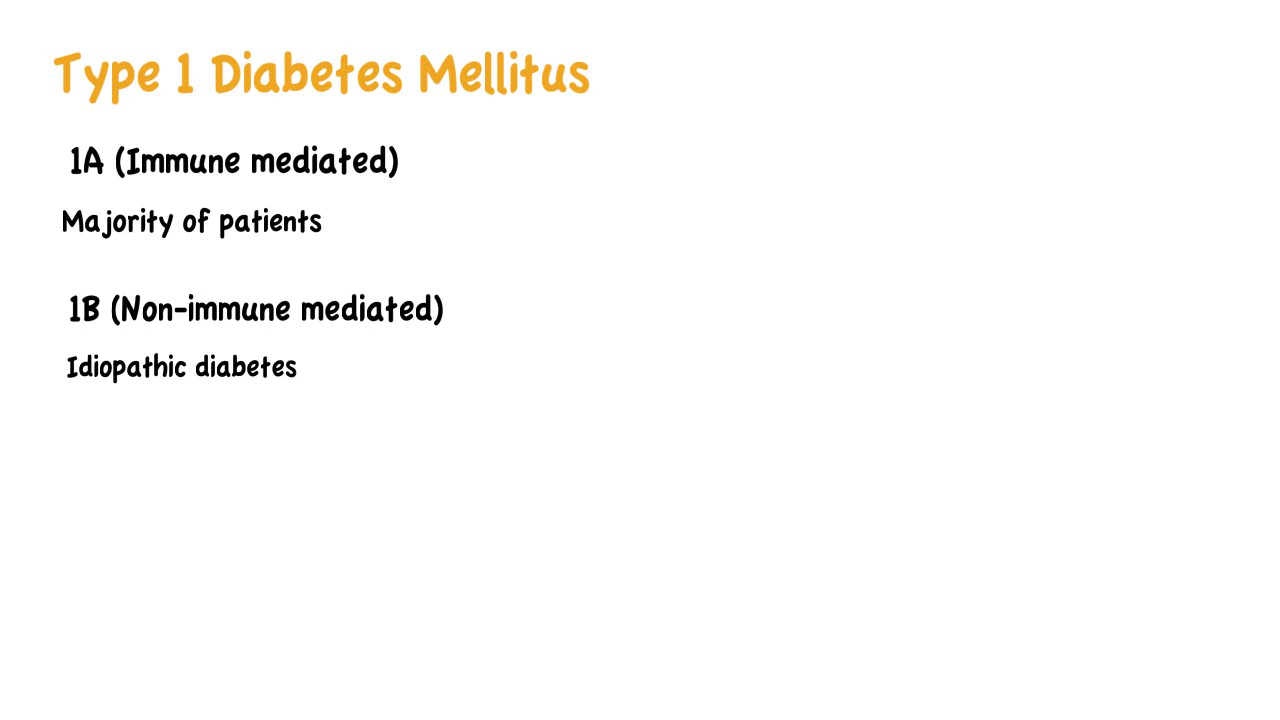 Type 1 Diabetes Mellitus
1A (Immune mediated)
Majority of patients
1B (Non-immune mediated)
Idiopathic diabetes